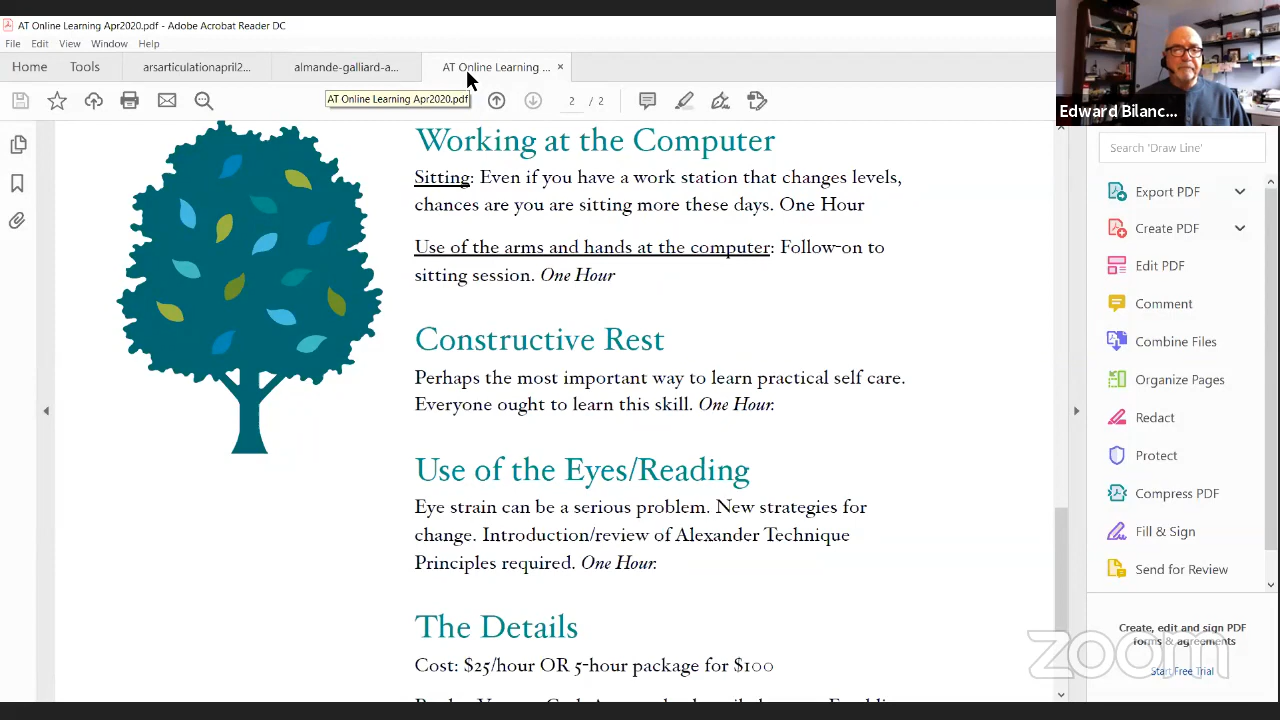 AT Online Learning Apr2020.pdf - Adobe Acrobat Reader DC
File Edit View Window Help
Home Tools arsarticulationapril2... almande-galliard-a... AT Online Learning ... ×
AT Online Learning Apr2020.pdf
2 / 2
Edward Bilanc...
Working at the Computer
Sitting: Even if you have a work station that changes levels,
chances are you are sitting more these days. One Hour
Use of the arms and hands at the computer: Follow-on to
sitting session. One Hour
Constructive Rest
Perhaps the most important way to learn practical self care.
Everyone ought to learn this skill. One Hour.
Use of the Eyes/Reading
Eye strain can be a serious problem. New strategies for
change. Introduction/review of Alexander Technique
Principles required. One Hour.
The Details
Cost: $25/hour OR 5-hour package for $100
Search 'Draw Line'
Export PDF
Create PDF
Edit PDF
Comment
Combine Files
Organize Pages
Redact
Protect
Compress PDF
Fill & Sign
Send for Review
Create, edit and sign PDF
forms & agreements
Start Free Trial
zoom